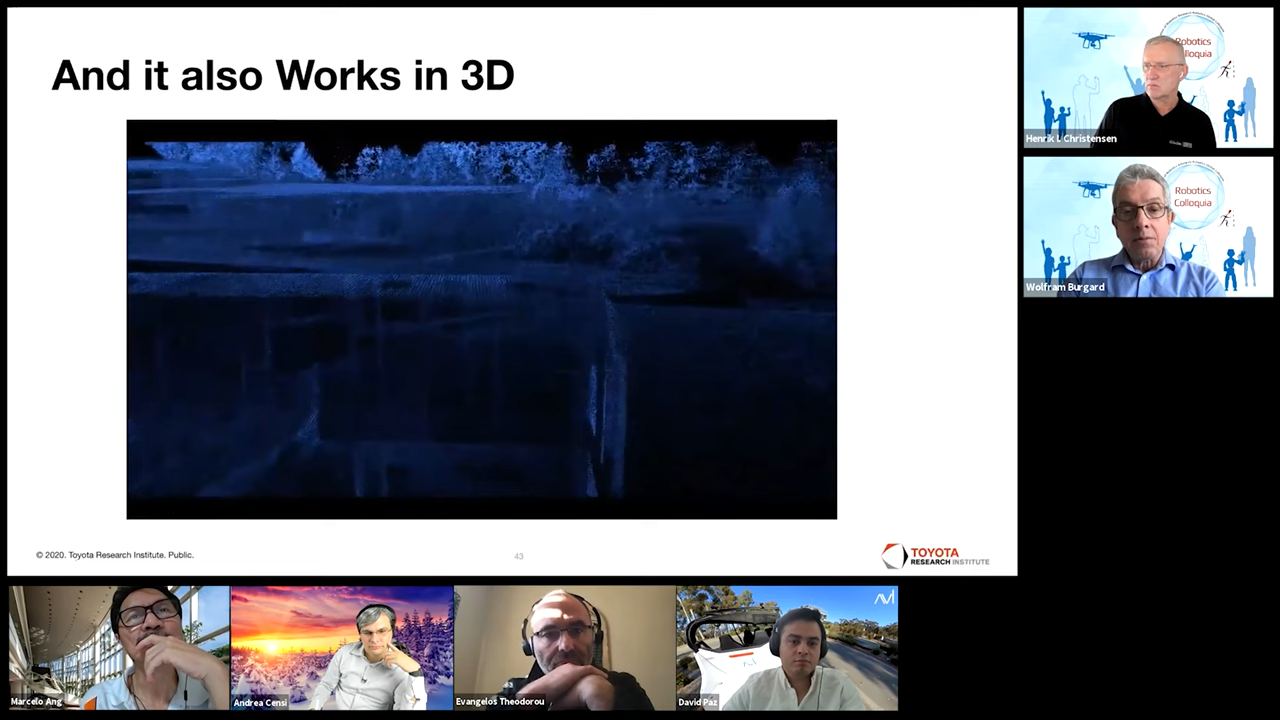 And it also Works in 3D
© 2020. Toyota Research Institute. Public.
43
TOYOTA
RESEARCH INSTITUTE
Robotics
Colloquia
Henrik I Christensen
Robotics
Colloquia
Wolfram Burgard
Marcelo Ang
Andrea Censi
Evangelos Theodorou
David Paz